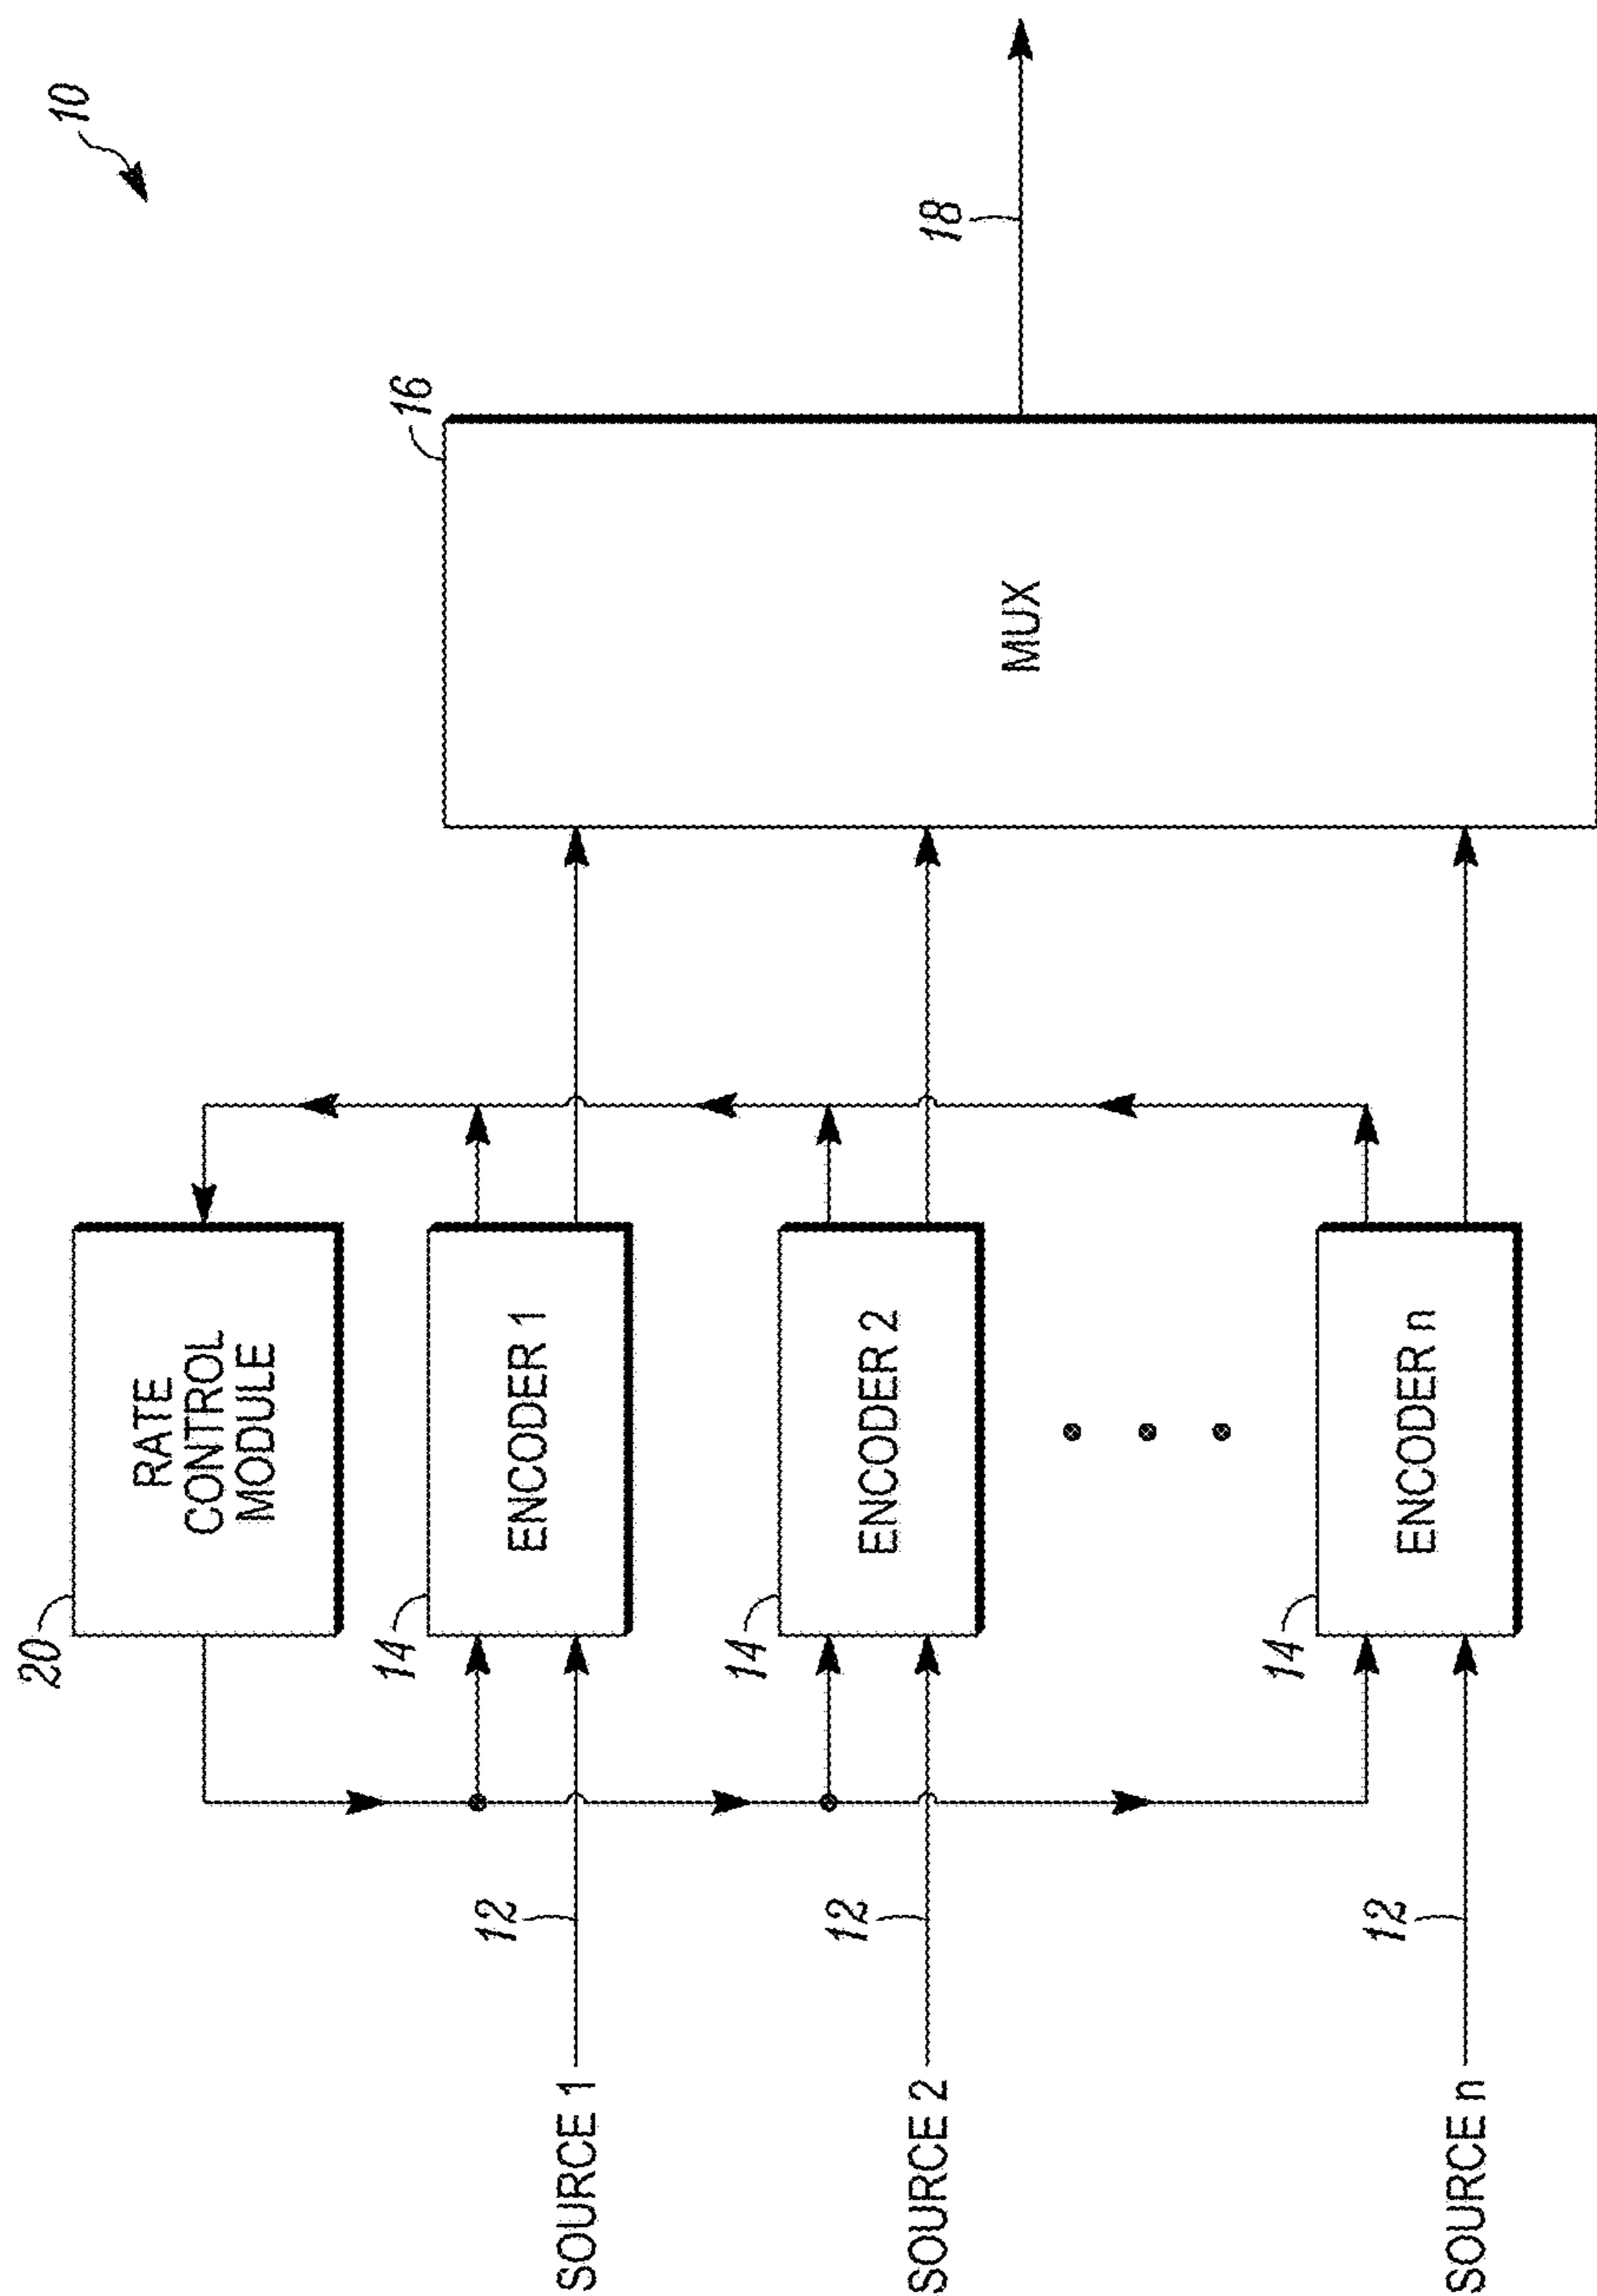 10
20
RATE
CONTROL
MODULE
14
ENCODER 1
16
MUX
18
12
SOURCE 1
14
ENCODER 2
12
SOURCE 2
14
ENCODER n
12
SOURCE n